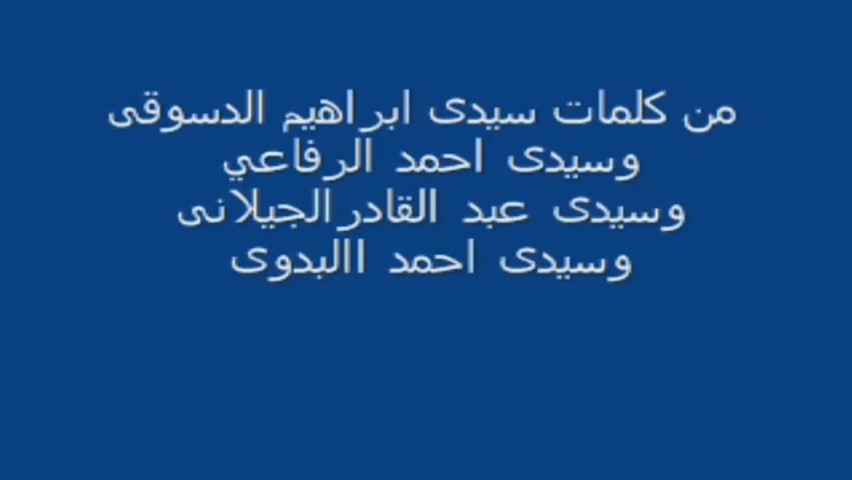 من كلمات سيدى ابراهيم الدسوقى
وسيدى احمد الرفاعي
وسيدى عبد القادرالجيلانى
وسيدى احمد االبدوى